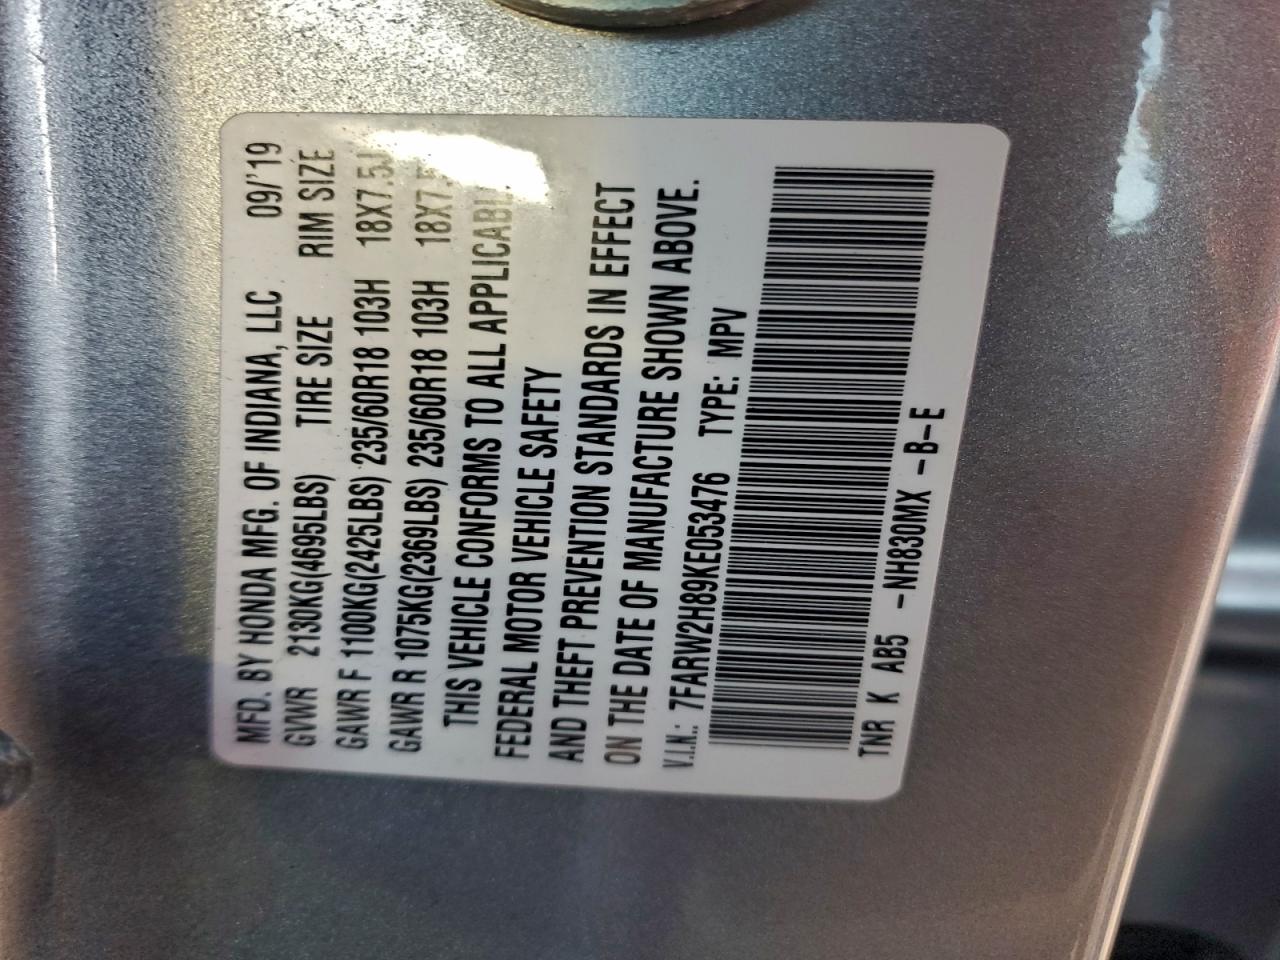 MFD. BY HONDA MFG. OF INDIANA, LLC 09/'19
GVWR 2130KG(4695LBS) TIRE SIZE RIM SIZE
GAWR F 1100KG(2425LBS) 235/60R18 103H 18X7.5J
GAWR R 1075KG(2369LBS) 235/60R18 103H 18X7.5
THIS VEHICLE CONFORMS TO ALL APPLICABLE
FEDERAL MOTOR VEHICLE SAFETY
AND THEFT PREVENTION STANDARDS IN EFFECT
ON THE DATE OF MANUFACTURE SHOWN ABOVE.
V.I.N.: 7FARW2H89KE053476 TYPE: MPV
TNR K AB5 -NH830MX -B-E